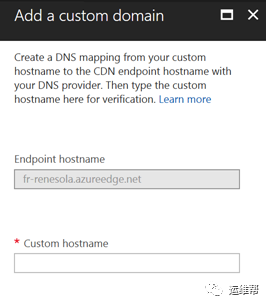 Add a custom domain
Create a DNS mapping from your custom
hostname to the CDN endpoint hostname with
your DNS provider. Then type the custom
hostname here for verification. Learn more
Endpoint hostname
fr-renesola.azureedge.net
* Custom hostname
运维帮